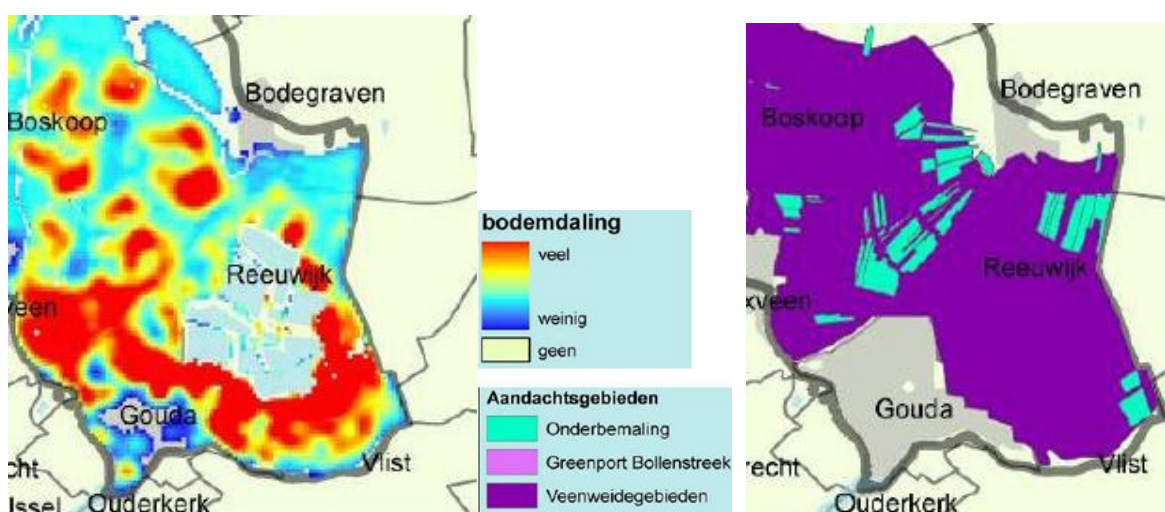 Bodegraven
Boskoop
Reeuwijk
veen
Gouda
Vlist
cht
Ouderkerk
Issel
bodemdaling
veel
weinig
geen
Aandachtsgebieden
Onderbemaling
Greenport Bollenstreek
Veenweidegebieden
Bodegraven
Boskoop
Reeuwijk
xveen
Gouda
recht
Vlist
Ouderkerk